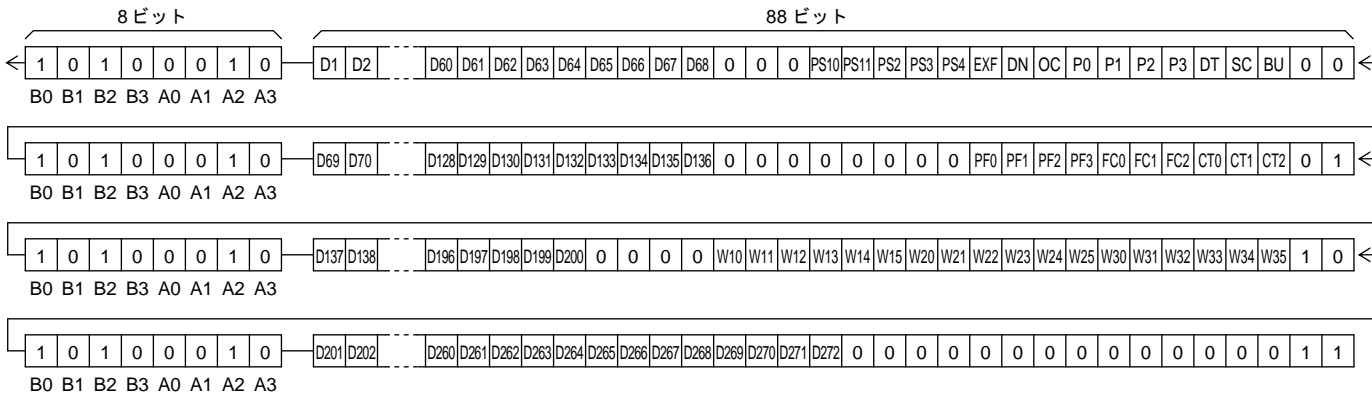 8 ビット 88 ビット
1 0 1 0 0 0 1 0 D1 D2 D60 D61 D62 D63 D64 D65 D66 D67 D68 0 0 0 PS10 PS11 PS2 PS3 PS4 EXF DN OC P0 P1 P2 P3 DT SC BU 0 0
B0 B1 B2 B3 A0 A1 A2 A3
1 0 1 0 0 0 1 0 D69 D70 D128 D129 D130 D131 D132 D133 D134 D135 D136 0 0 0 0 0 0 0 0 PF0 PF1 PF2 PF3 FC0 FC1 FC2 CT0 CT1 CT2 0 1
B0 B1 B2 B3 A0 A1 A2 A3
1 0 1 0 0 0 1 0 D137 D138 D196 D197 D198 D199 D200 0 0 0 0 W10 W11 W12 W13 W14 W15 W20 W21 W22 W23 W24 W25 W30 W31 W32 W33 W34 W35 1 0
B0 B1 B2 B3 A0 A1 A2 A3
1 0 1 0 0 0 1 0 D201 D202 D260 D261 D262 D263 D264 D265 D266 D267 D268 D269 D270 D271 D272 0 0 0 0 0 0 0 0 0 0 0 0 0 0 1 1
B0 B1 B2 B3 A0 A1 A2 A3